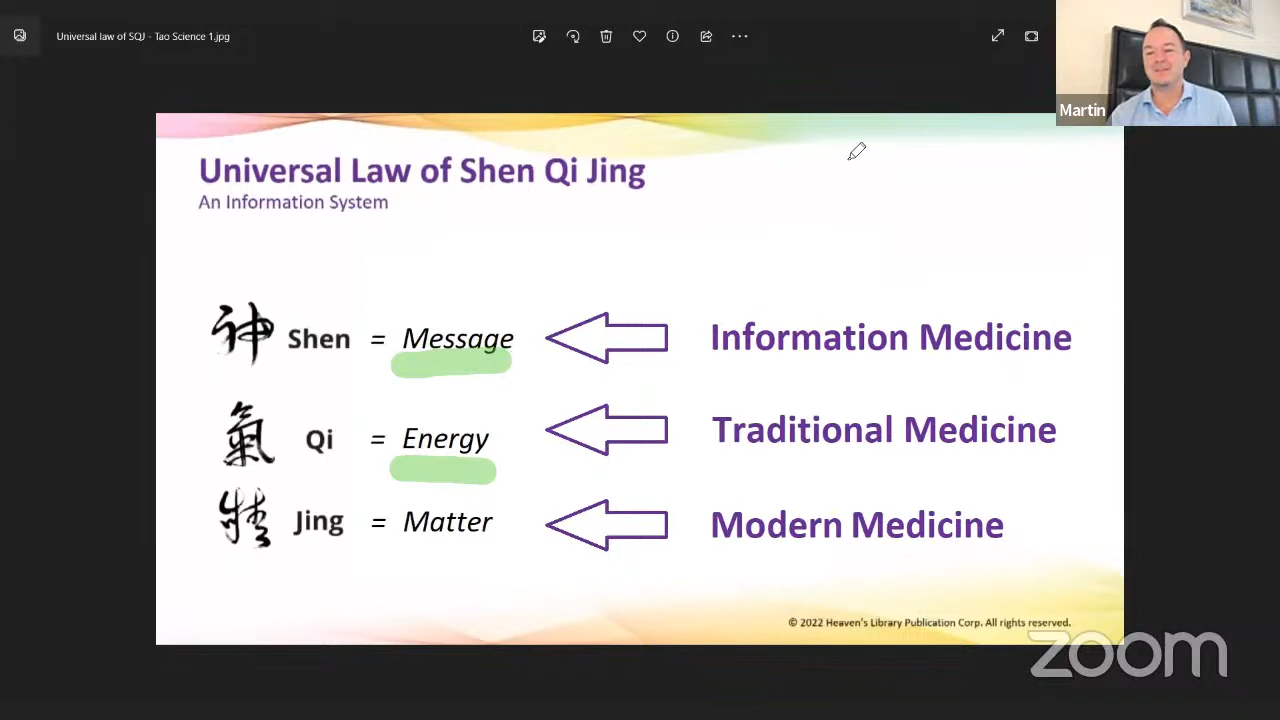 Universal law of SQJ - Tao Science 1.jpg
Martin
Universal Law of Shen Qi Jing
An Information System
神 Shen = Message Information Medicine
氣 Qi = Energy Traditional Medicine
精 Jing = Matter Modern Medicine
© 2022 Heaven's Library Publication Corp. All rights reserved.
zoom